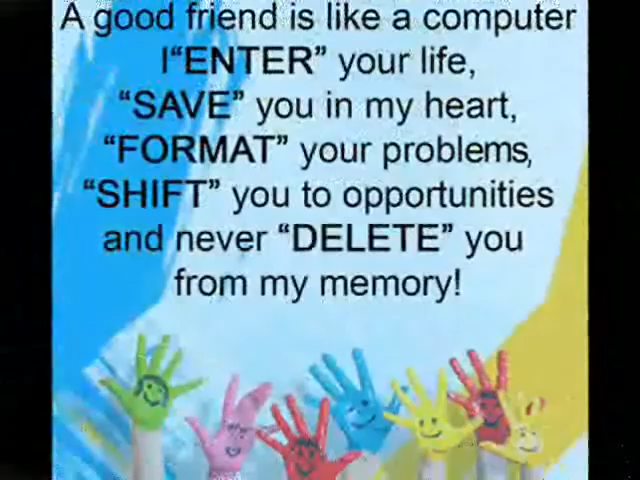 A good friend is like a computer
I“ENTER” your life,
“SAVE” you in my heart,
“FORMAT” your problems,
“SHIFT” you to opportunities
and never “DELETE” you
from my memory!